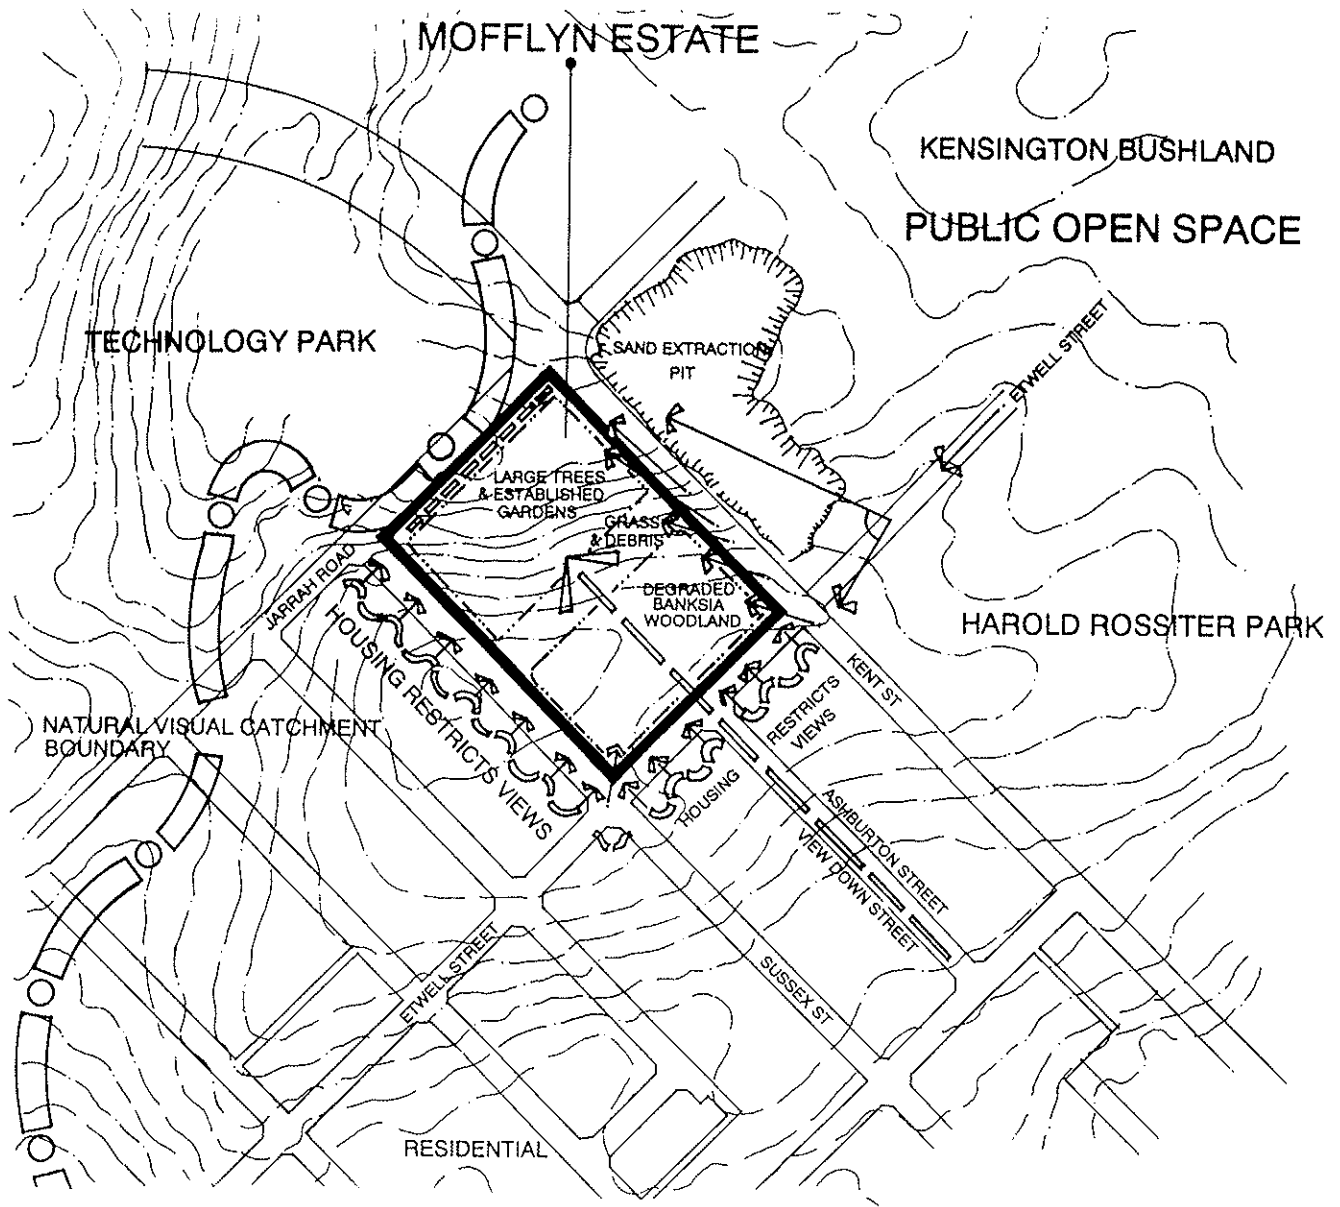 MOFFLYN ESTATE
KENSINGTON BUSHLAND
PUBLIC OPEN SPACE
TECHNOLOGY PARK
SAND EXTRACTION
PIT
ETWELL STREET
LARGE TREES
& ESTABLISHED
GARDENS
GRASS
& DEBRIS
DEGRADED
BANKSIA
WOODLAND
JARRAH ROAD
HOUSING RESTRICTS VIEWS
HAROLD ROSSITER PARK
KENT ST
NATURAL VISUAL CATCHMENT
BOUNDARY
HOUSING
RESTRICTS
VIEWS
ASHBURTON STREET
VIEW DOWN STREET
ETWELL STREET
SUSSEX ST
RESIDENTIAL